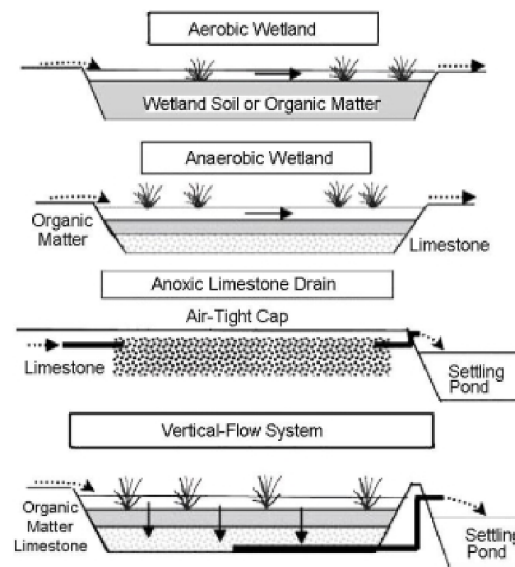 Aerobic Wetland
Wetland Soil or Organic Matter
Anaerobic Wetland
Organic
Matter
Limestone
Anoxic Limestone Drain
Air-Tight Cap
Limestone
Settling
Pond
Vertical-Flow System
Organic
Matter
Limestone
Settling
Pond